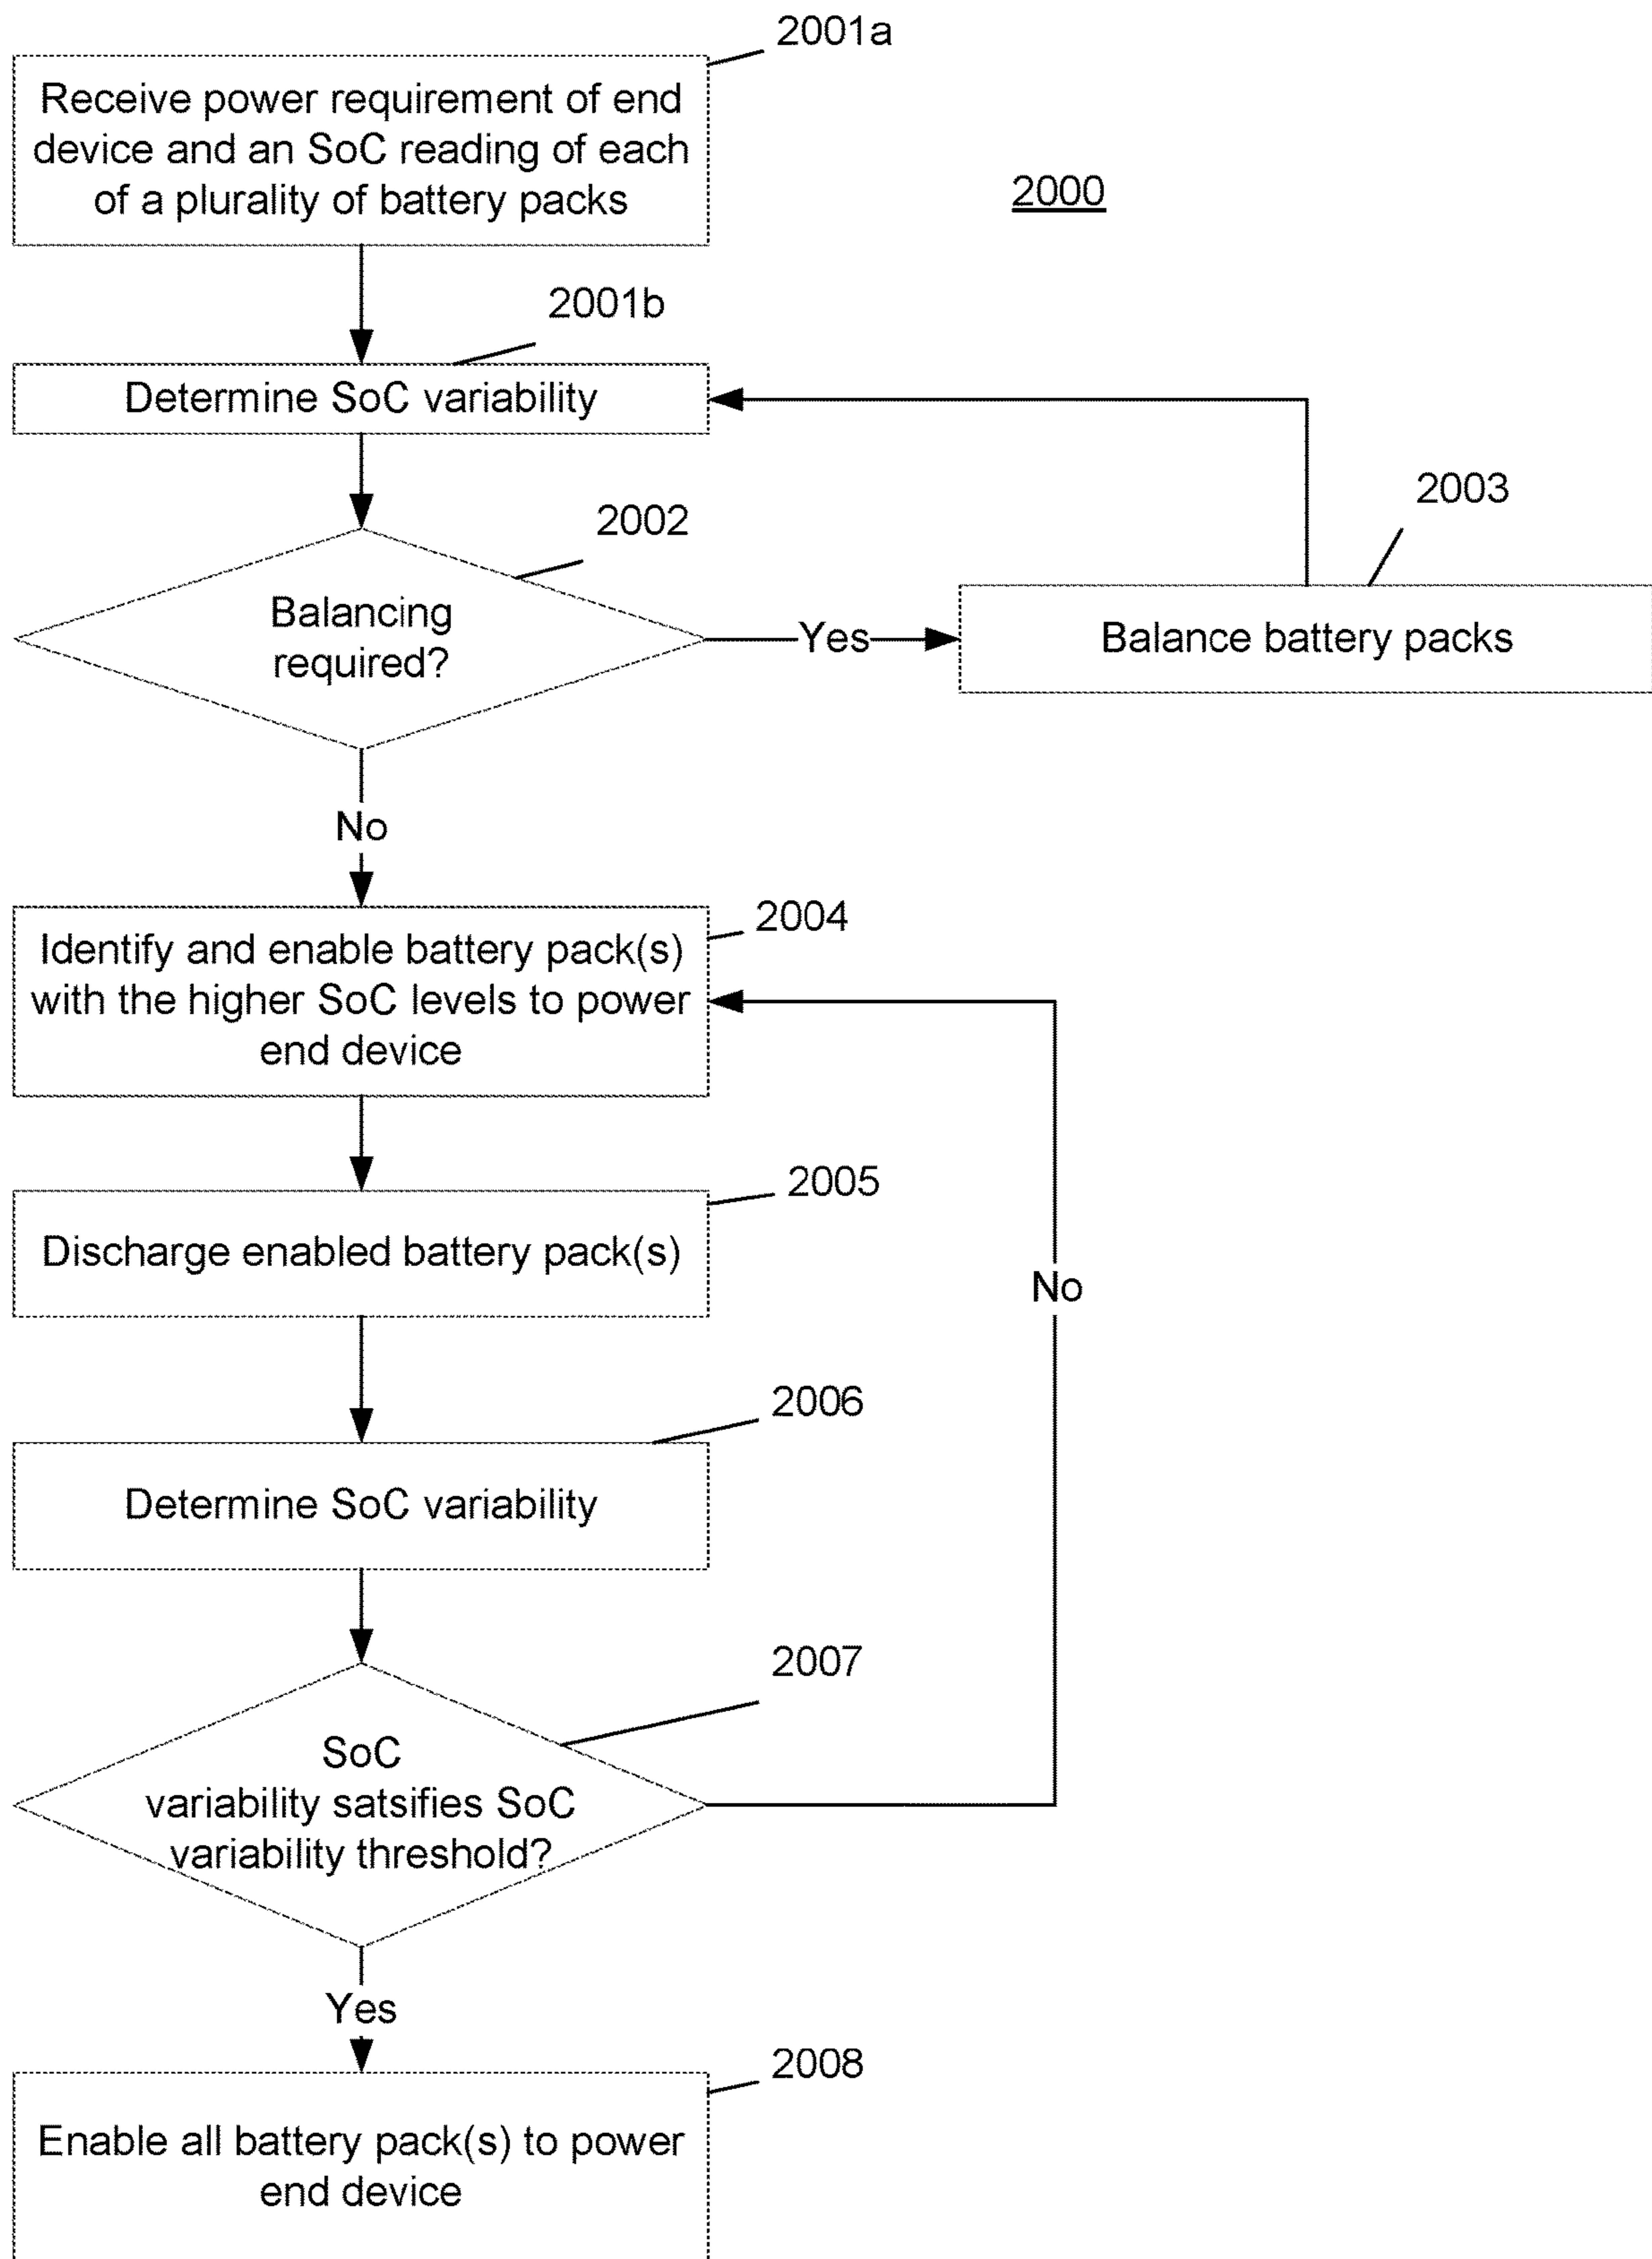 2001a
Receive power requirement of end
device and an SoC reading of each
of a plurality of battery packs
2000
2001b
Determine SoC variability
2003
2002
Balancing
required?
Yes
Balance battery packs
No
2004
Identify and enable battery pack(s)
with the higher SoC levels to power
end device
2005
Discharge enabled battery pack(s)
No
2006
Determine SoC variability
2007
SoC
variability satsifies SoC
variability threshold?
Yes
2008
Enable all battery pack(s) to power
end device